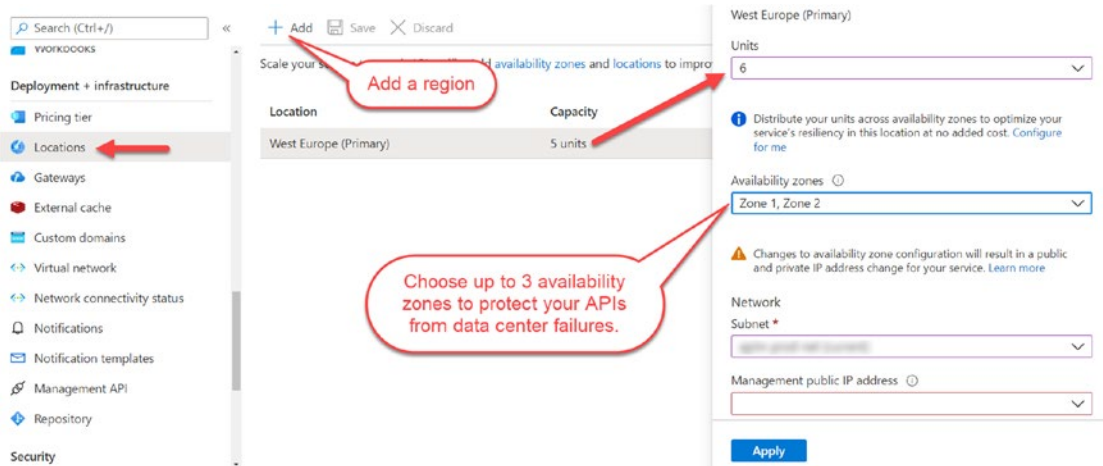 Search (Ctrl+/)
«
Workbooks
Deployment + infrastructure
Pricing tier
Locations
Gateways
External cache
Custom domains
Virtual network
Network connectivity status
Notifications
Notification templates
Management API
Repository
Security
Add Save Discard
Scale your availability zones and locations to impro
Add a region
Location Capacity
West Europe (Primary) 5 units
Choose up to 3 availability
zones to protect your APIs
from data center failures.
West Europe (Primary)
Units
6
Distribute your units across availability zones to optimize your
service's resiliency in this location at no added cost. Configure
for me
Availability zones
Zone 1, Zone 2
Changes to availability zone configuration will result in a public
and private IP address change for your service. Learn more
Network
Subnet *
Management public IP address
Apply